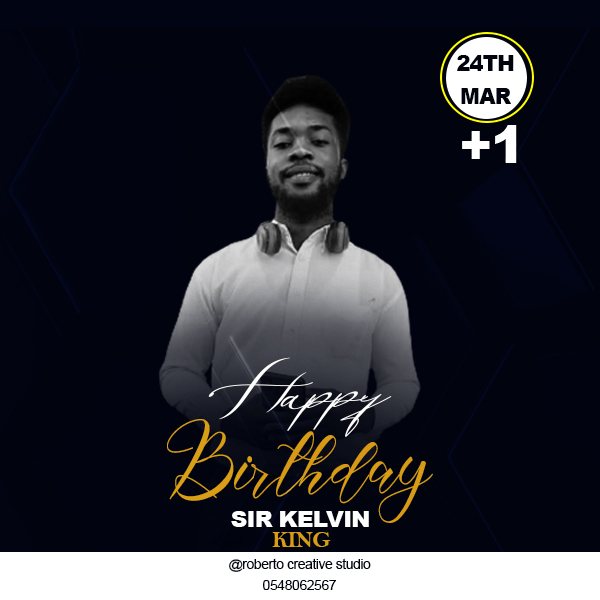 24TH
MAR
+1
Happy
Birthday
SIR KELVIN
KING
@roberto creative studio
0548062567